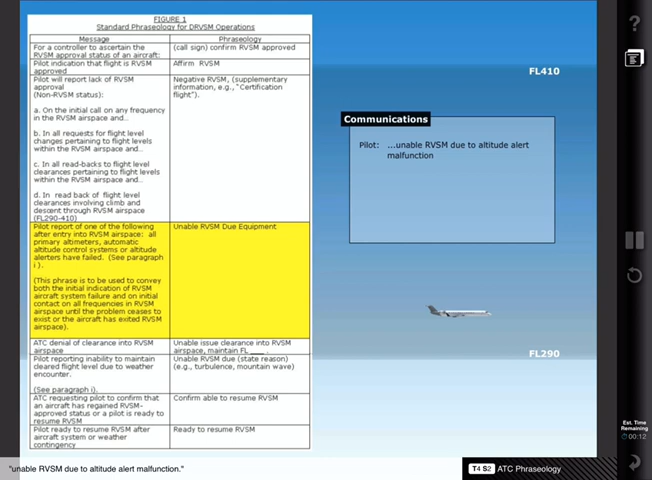 FIGURE 1
Standard Phraseology for DRVSM Operations
Message
Phraseology
For a controller to ascertain the
RVSM approval status of an aircraft:
(call sign) confirm RVSM approved
Pilot indication that flight is RVSM
approved
Affirm RVSM
Pilot will report lack of RVSM
approval
(Non-RVSM status):
a. On the initial call on any frequency
in the RVSM airspace and...
b. In all requests for flight level
changes pertaining to flight levels
within the RVSM airspace and...
c. In all read-backs to flight level
clearances pertaining to flight levels
within the RVSM airspace and...
d. In read back of flight level
clearances involving climb and
descent through RVSM airspace
(FL290-410)
Negative RVSM, (supplementary
information, e.g., "Certification
flight").
Pilot report of one of the following
after entry into RVSM airspace: all
primary altimeters, automatic
altitude control systems or altitude
alerters have failed. (See paragraph
i ).
(This phrase is to be used to convey
both the initial indication of RVSM
aircraft system failure and on initial
contact on all frequencies in RVSM
airspace until the problem ceases to
exist or the aircraft has exited RVSM
airspace).
Unable RVSM Due Equipment
ATC denial of clearance into RVSM
airspace
Unable issue clearance into RVSM
airspace, maintain FL ___ .
Pilot reporting inability to maintain
cleared flight level due to weather
encounter.
(See paragraph i).
Unable RVSM due (state reason)
(e.g., turbulence, mountain wave)
ATC requesting pilot to confirm that
an aircraft has regained RVSM-
approved status or a pilot is ready to
resume RVSM
Confirm able to resume RVSM
Pilot ready to resume RVSM after
aircraft system or weather
contingency
Ready to resume RVSM
FL410
Communications
Pilot: ...unable RVSM due to altitude alert
malfunction
FL290
?
Est. Time
Remaining
00:12
"unable RVSM due to altitude alert malfunction."
T4 S2 ATC Phraseology